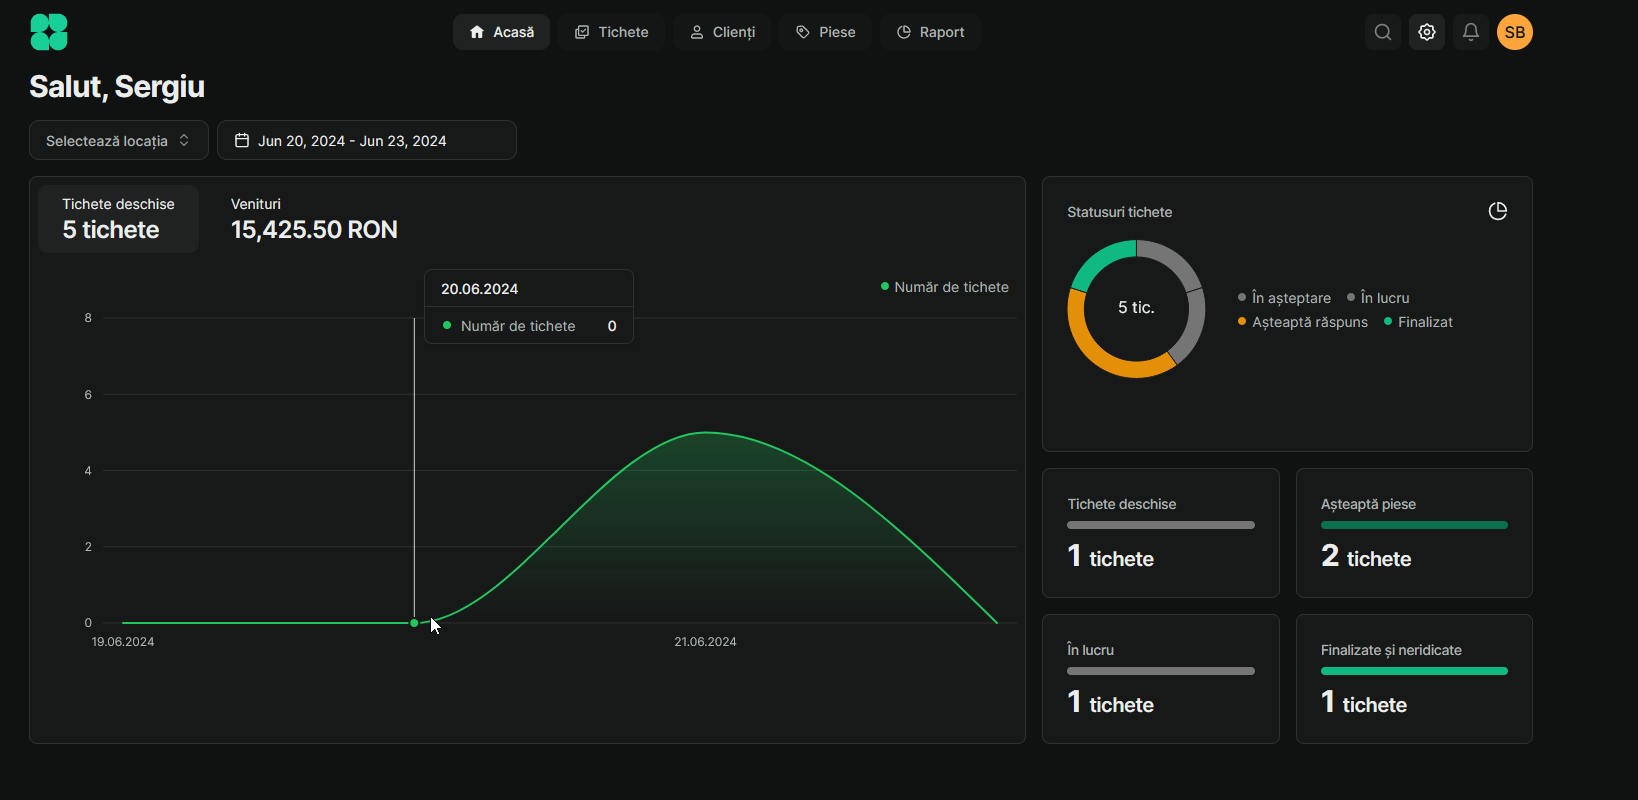 Acasă
Tichete
Clienți
Piese
Raport
SB
Salut, Sergiu
Selectează locația
Jun 20, 2024 - Jun 23, 2024
Tichete deschise
5 tichete
Venituri
15,425.50 RON
Număr de tichete
20.06.2024
Număr de tichete 0
8
6
4
2
0
19.06.2024
21.06.2024
Statusuri tichete
5 tic.
În așteptare
În lucru
Așteaptă răspuns
Finalizat
Tichete deschise
1 tichete
Așteaptă piese
2 tichete
În lucru
1 tichete
Finalizate și neridicate
1 tichete